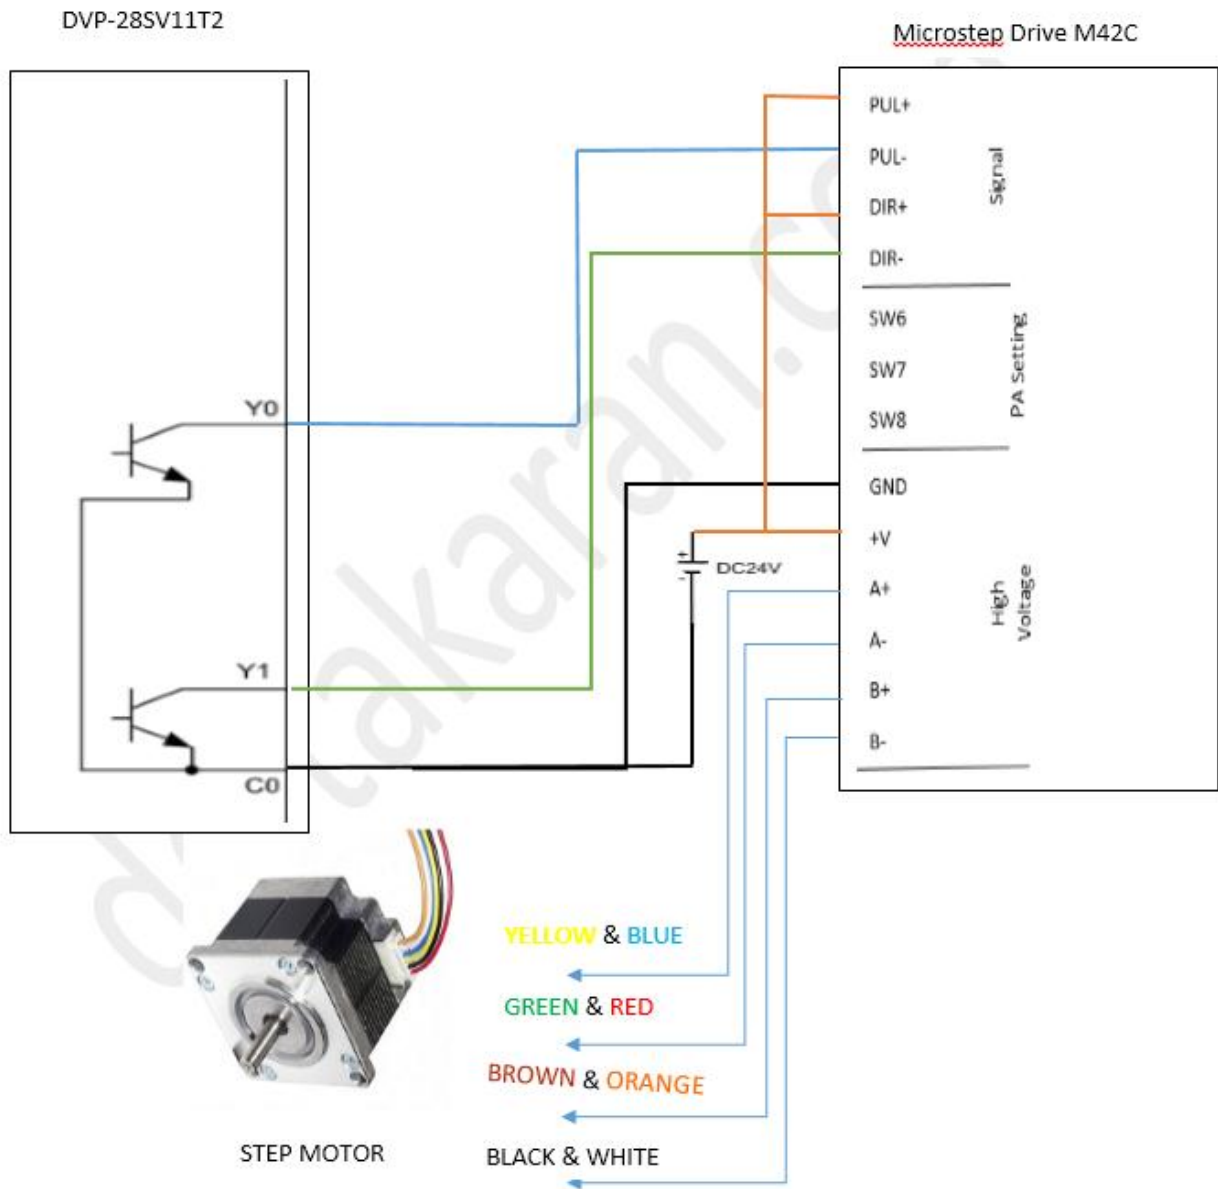 DVP-28SV11T2
Microstep Drive M42C
PUL+
PUL-
DIR+
DIR-
Signal
SW6
SW7
SW8
PA Setting
GND
+V
A+
A-
B+
B-
High
Voltage
Y0
Y1
C0
+
DC24V
-
YELLOW & BLUE
GREEN & RED
BROWN & ORANGE
BLACK & WHITE
STEP MOTOR